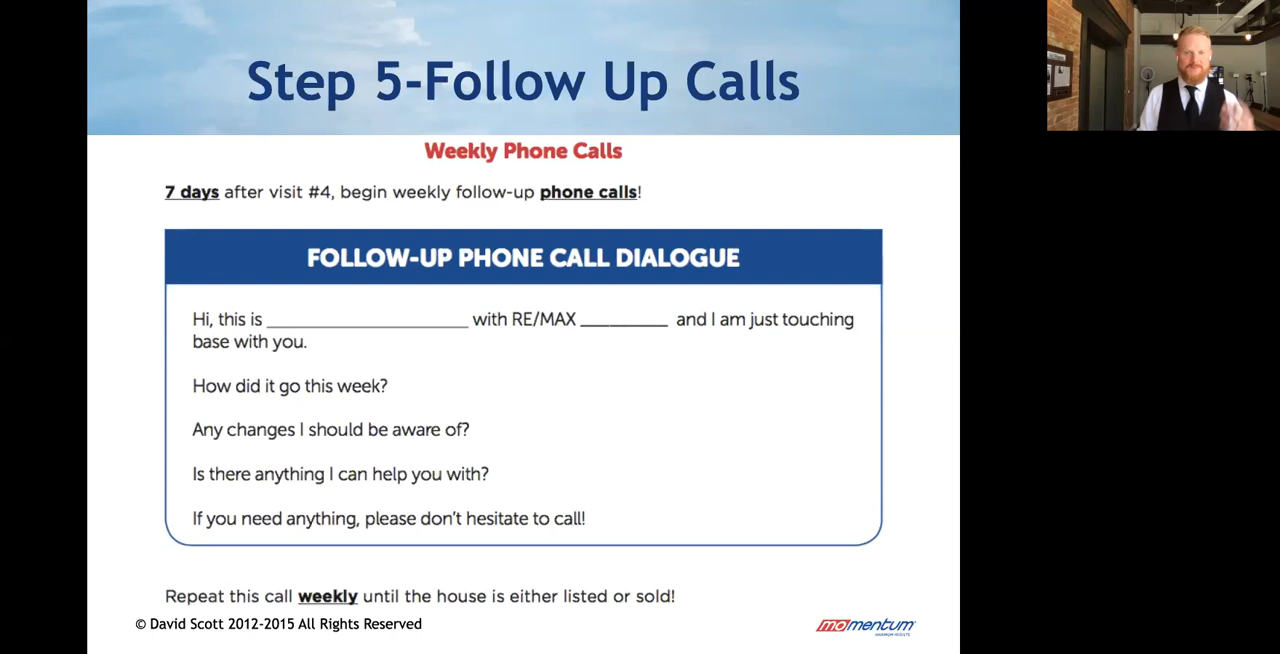 Step 5-Follow Up Calls
Weekly Phone Calls
7 days after visit #4, begin weekly follow-up phone calls!
FOLLOW-UP PHONE CALL DIALOGUE
Hi, this is ______________________ with RE/MAX __________ and I am just touching
base with you.
How did it go this week?
Any changes I should be aware of?
Is there anything I can help you with?
If you need anything, please don't hesitate to call!
Repeat this call weekly until the house is either listed or sold!
© David Scott 2012-2015 All Rights Reserved
momentum
MAXIMUM RESULTS